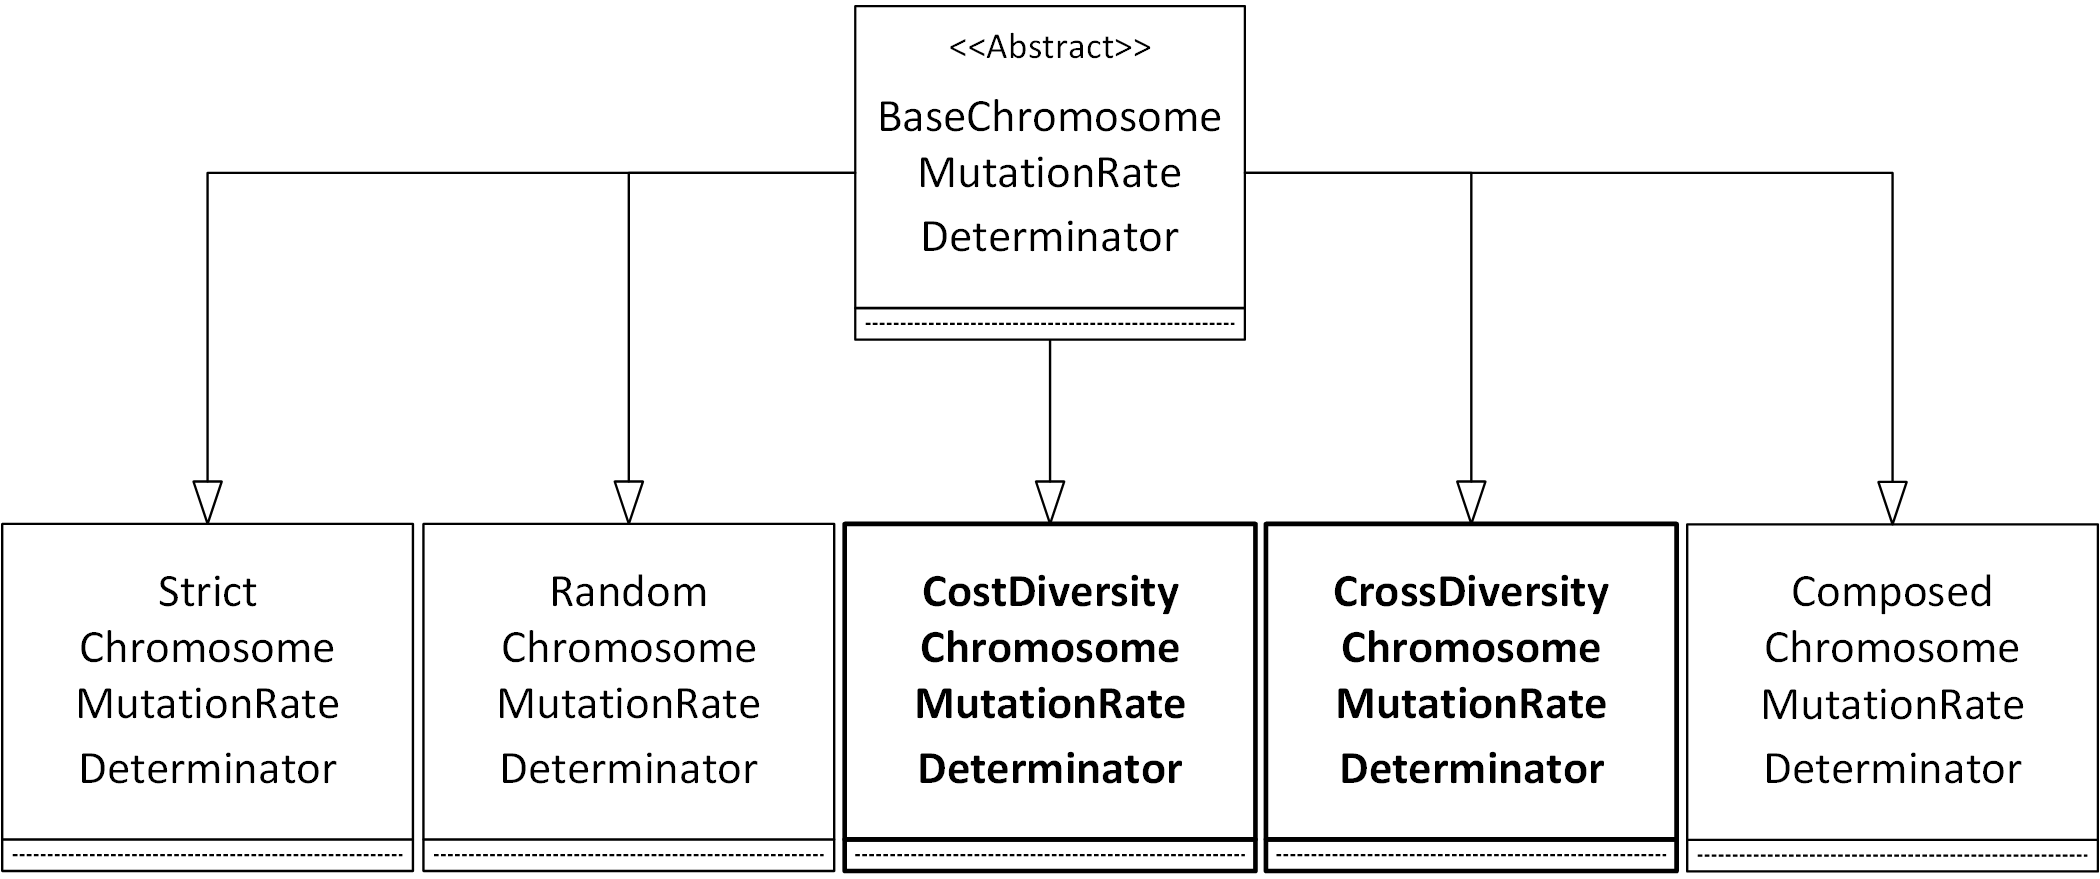 <<Abstract>>
BaseChromosome
MutationRate
Determinator
Strict
Chromosome
MutationRate
Determinator
Random
Chromosome
MutationRate
Determinator
CostDiversity
Chromosome
MutationRate
Determinator
CrossDiversity
Chromosome
MutationRate
Determinator
Composed
Chromosome
MutationRate
Determinator